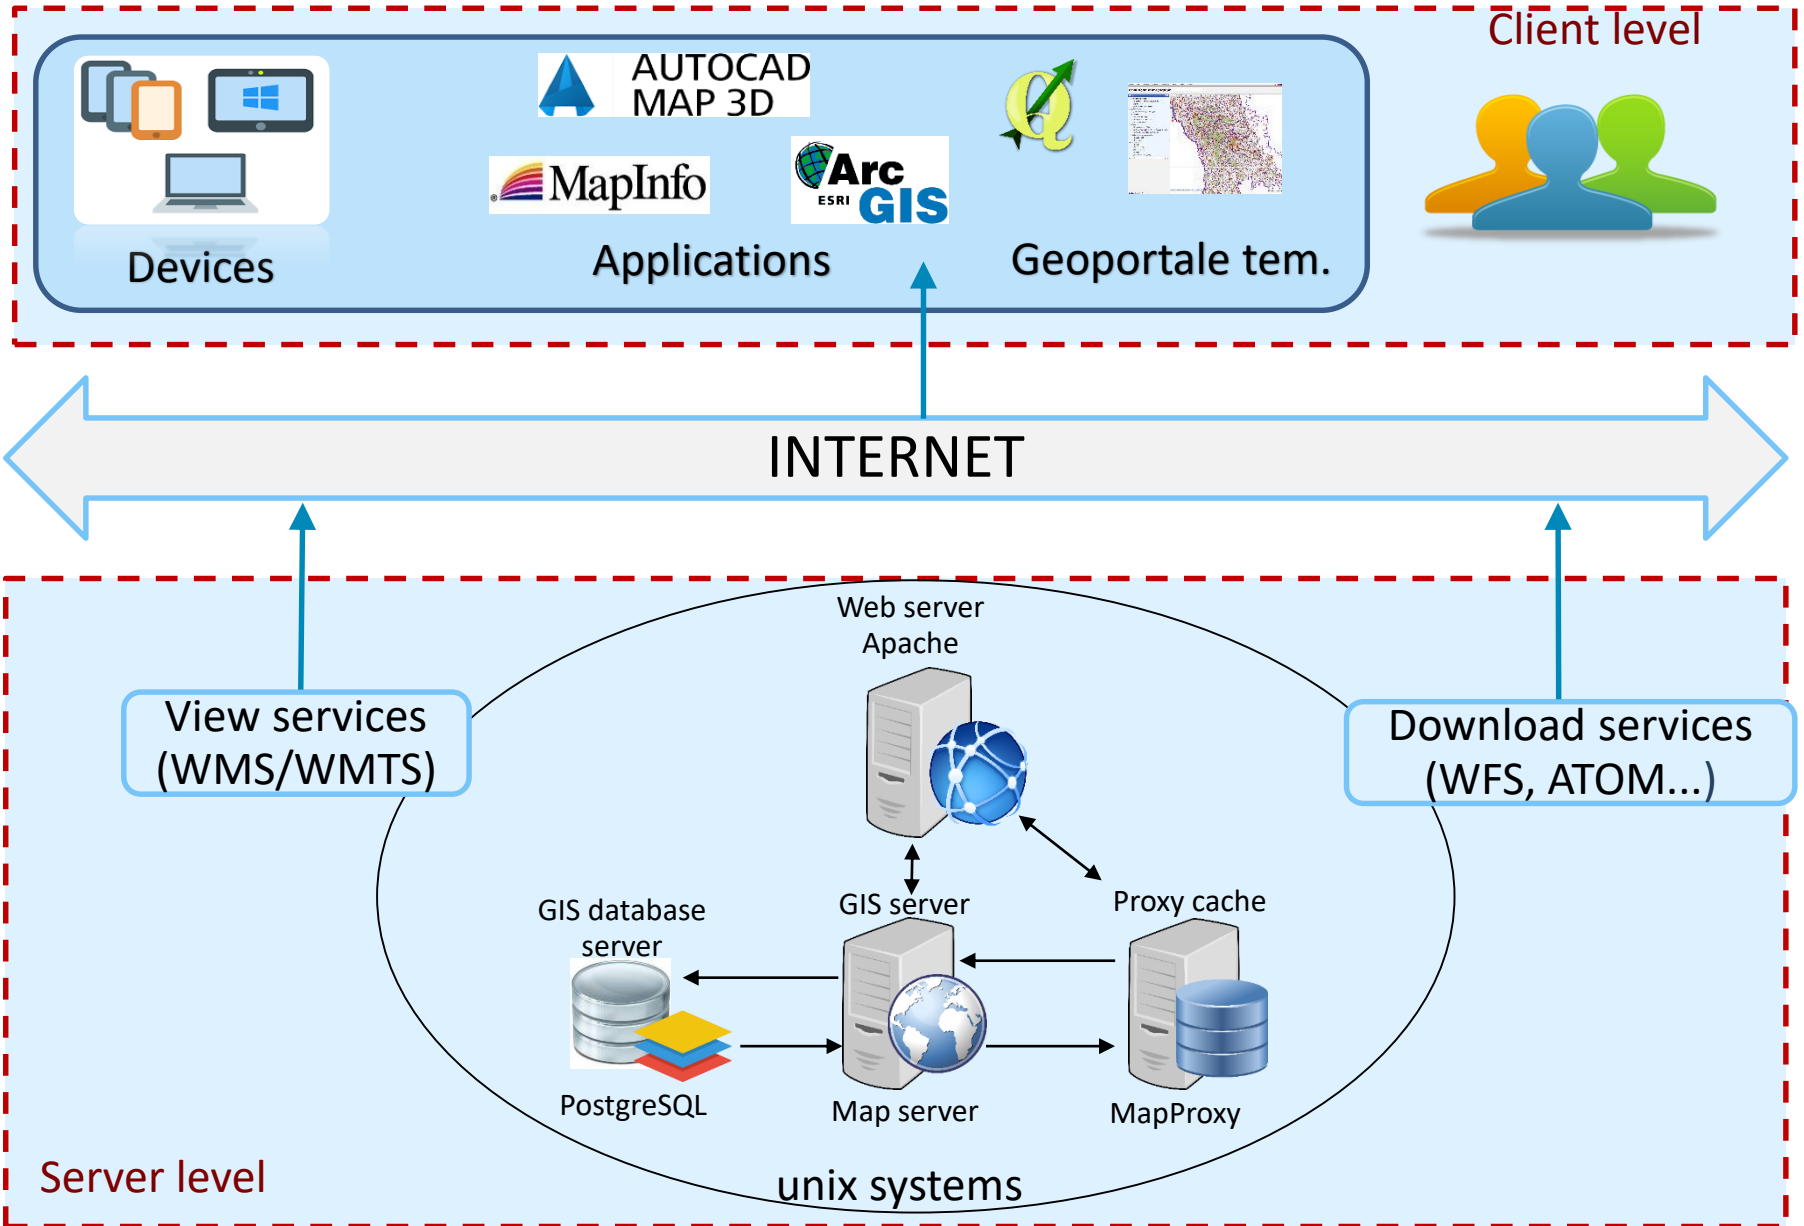 Client level
AUTOCAD
MAP 3D
MapInfo
Arc
ESRI
GIS
Q
Devices
Applications
Geoportale tem.
INTERNET
Web server
Apache
View services
(WMS/WMTS)
Download services
(WFS, ATOM...)
GIS database
server
GIS server
Proxy cache
PostgreSQL
Map server
MapProxy
Server level
unix systems